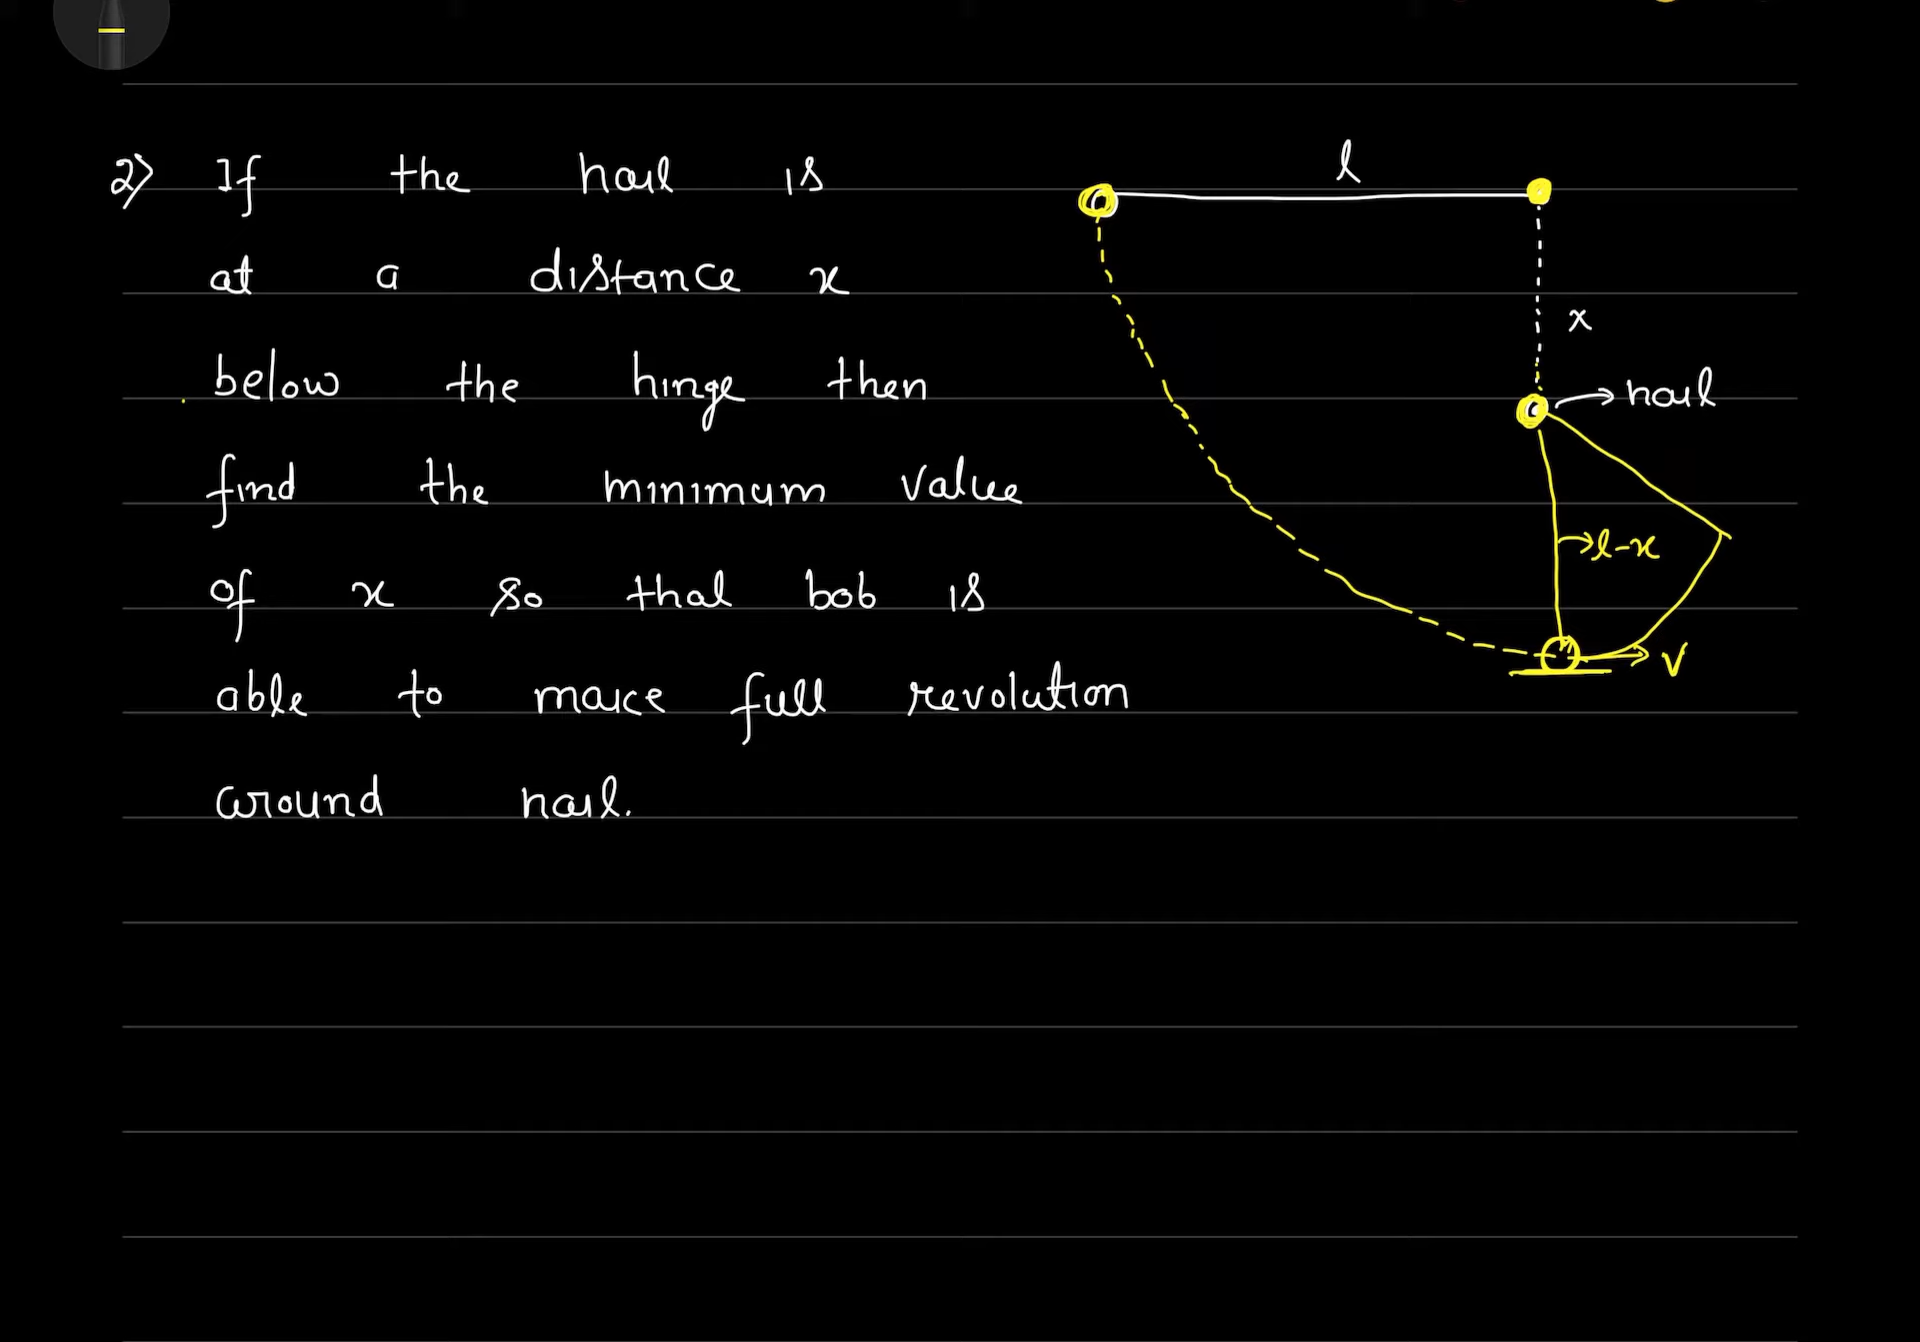 2) If the nail is
at a distance x
below the hinge then
find the minimum value
of x so that bob is
able to make full revolution
around nail.
l
x
nail
l-x
v